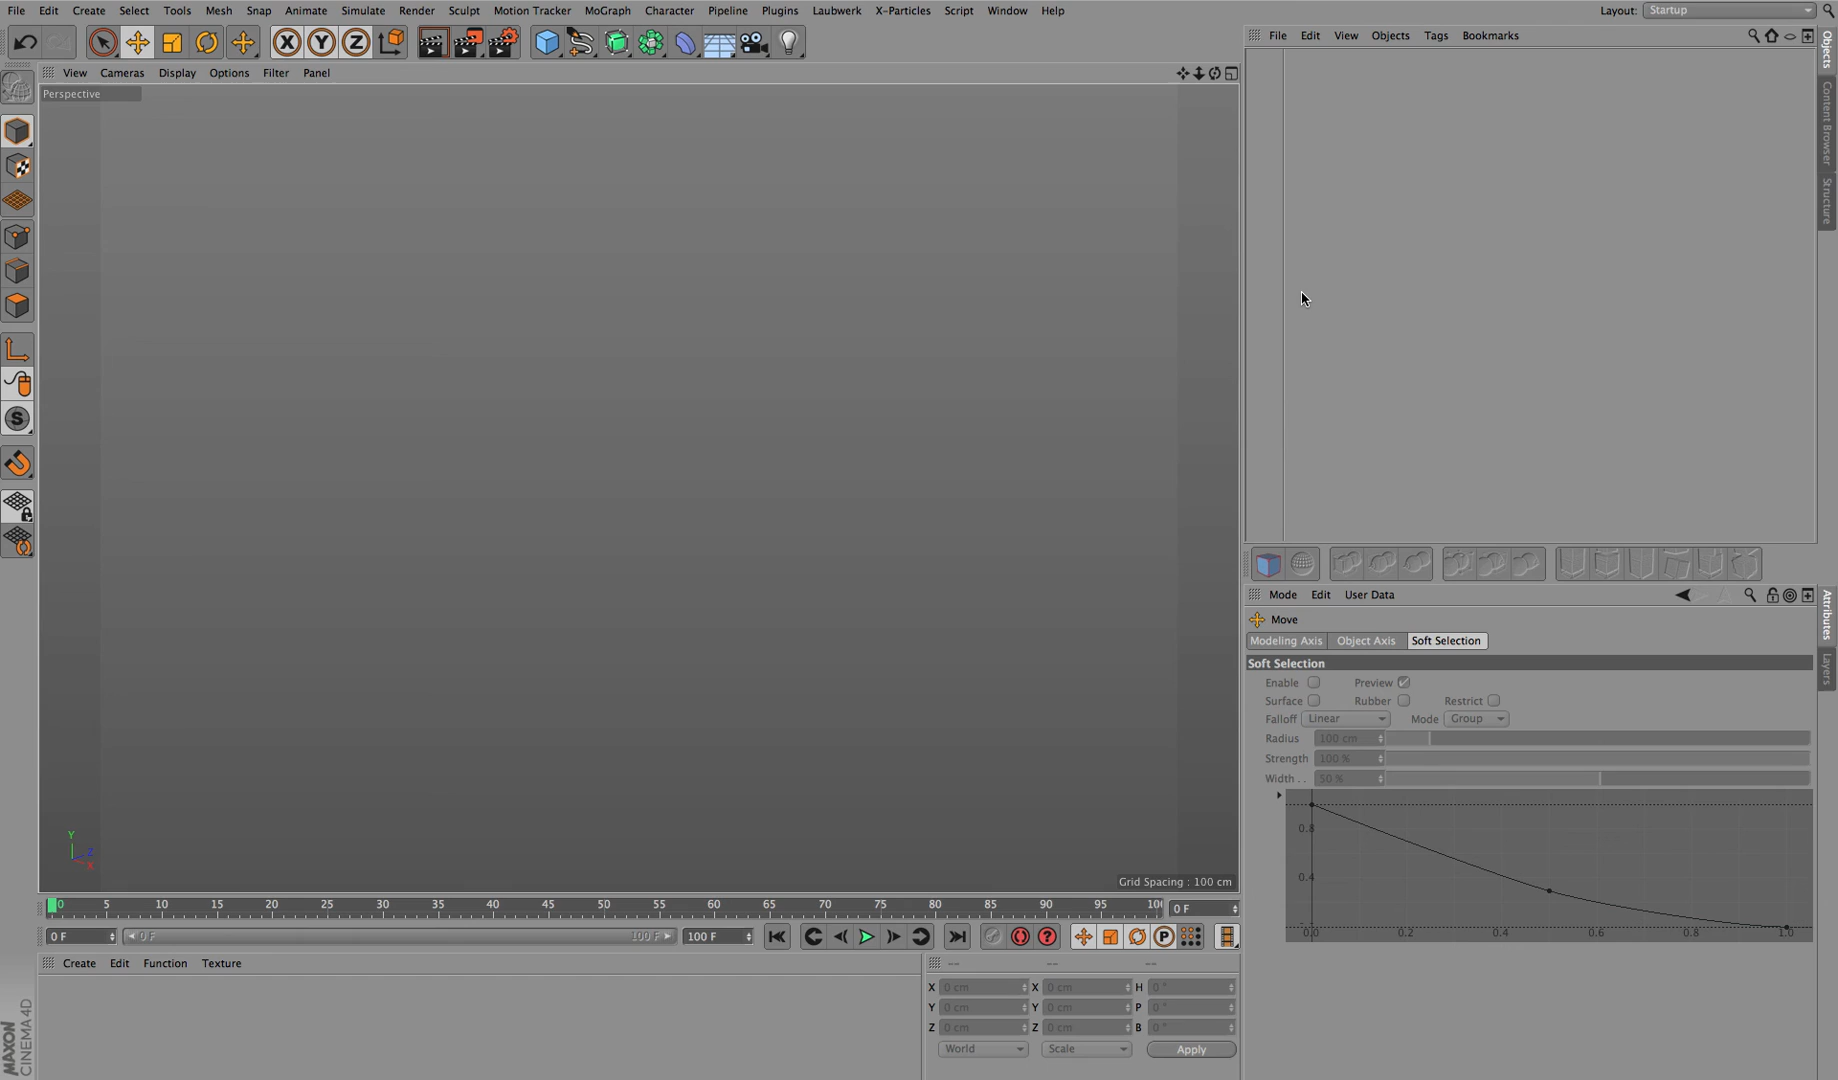 File Edit Create Select Tools Mesh Snap Animate Simulate Render Sculpt Motion Tracker MoGraph Character Pipeline Plugins Laubwerk X-Particles Script Window Help Layout: Startup
X Y Z
File Edit View Objects Tags Bookmarks
Objects
Content Browser
Structure
View Cameras Display Options Filter Panel
Perspective
S
Y
Z
X
Grid Spacing : 100 cm
Mode Edit User Data
Attributes
Layers
Move
Modeling Axis Object Axis Soft Selection
Soft Selection
Enable Preview
Surface Rubber Restrict
Falloff Linear Mode Group
Radius 100 cm
Strength 100 %
Width . . 50 %
0.8
0.4
0.0 0.2 0.4 0.6 0.8 1.0
0 5 10 15 20 25 30 35 40 45 50 55 60 65 70 75 80 85 90 95 10 0 F
0 F 0 F 100 F 100 F ? P
Create Edit Function Texture
-- -- --
X 0 cm X 0 cm H 0 °
Y 0 cm Y 0 cm P 0 °
Z 0 cm Z 0 cm B 0 °
World Scale Apply
MAXON
CINEMA 4D